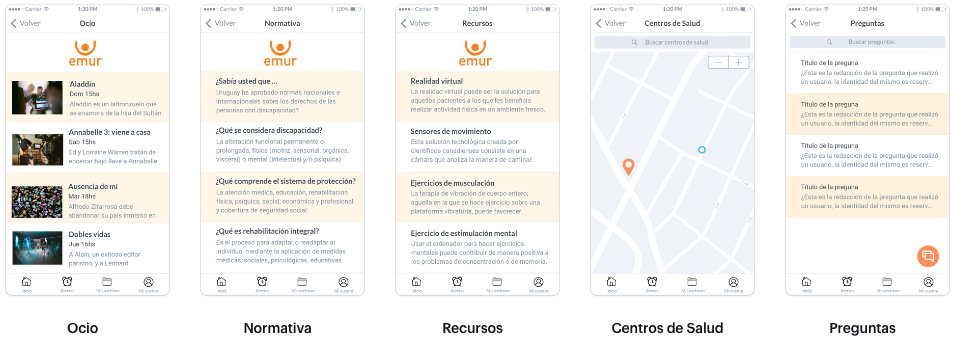 Carrier 1:20 PM 100%
Volver Ocio
emur
Aladdín
Dom 15hs
Aladdín es un ladronzuelo que
se enamora de la hija del Sultán
Annabelle 3: viene a casa
Sab 15hs
Ed y Lorraine Warren tratan de
encerrar bajo llave a Annabelle
Ausencia de mí
Mar 18hs
Alfredo Zitarrosa debe
abandonar su país inmerso en
Dobles vidas
Jue 16hs
A Alain, un exitoso editor
parisino, y a Léonard
Inicio Alertas Mis archivos Mi cuenta
Ocio
Carrier 1:20 PM 100%
Volver Normativa
emur
¿Sabía usted que ...
Uruguay ha aprobado normas nacionales e
internacionales sobre los derechos de las
personas con discapacidad?
¿Qué se considera discapacidad?
La alteración funcional permanente o
prolongada, física (motriz, sensorial, orgánica,
visceral) o mental (intelectual y/o psíquica)
¿Qué comprende el sistema de protección?
La atención médica, educación, rehabilitación
física, psíquica, social, económica y profesional
y cobertura de seguridad social.
¿Qué es rehabilitación integral?
Es el proceso para adaptar o readaptar al
individuo, mediante la aplicación de medidas
médicas, sociales, psicológicas, educativas
Inicio Alertas Mis archivos Mi cuenta
Normativa
Carrier 1:20 PM 100%
Volver Recursos
emur
Realidad virtual
La realidad virtual puede ser la solución para
aquellos pacientes a los que les beneficia
realizar actividad física en un ambiente fresco.
Sensores de movimiento
Esta solución tecnológica creada por
científicos canadienses consiste en una
cámara que analiza la manera de caminar.
Ejercicios de musculación
La terapia de vibración de cuerpo entero,
aquella en la que se hace ejercicio sobre una
plataforma vibratoria, puede favorecer.
Ejercicio de estimulación mental
Usar el ordenador para hacer ejercicios
mentales puede contribuir de manera positiva a
los problemas de concentración o de memoria.
Inicio Alertas Mis archivos Mi cuenta
Recursos
Carrier 1:20 PM 100%
Volver Centros de Salud
Buscar centros de salud
Inicio Alertas Mis archivos Mi cuenta
Centros de Salud
Carrier 1:20 PM 100%
Volver Preguntas
Buscar preguntas
Título de la preguna
¿Esta es la redacción de la pregunta que realizó
un usuario, la identidad del mismo es reserv...
Título de la preguna
¿Esta es la redacción de la pregunta que realizó
un usuario, la identidad del mismo es reserv...
Título de la preguna
¿Esta es la redacción de la pregunta que realizó
un usuario, la identidad del mismo es reserv...
Título de la preguna
¿Esta es la redacción de la pregunta que realizó
un usuario, la identidad del mismo es reserv...
Inicio Alertas Mis archivos Mi cuenta
Preguntas